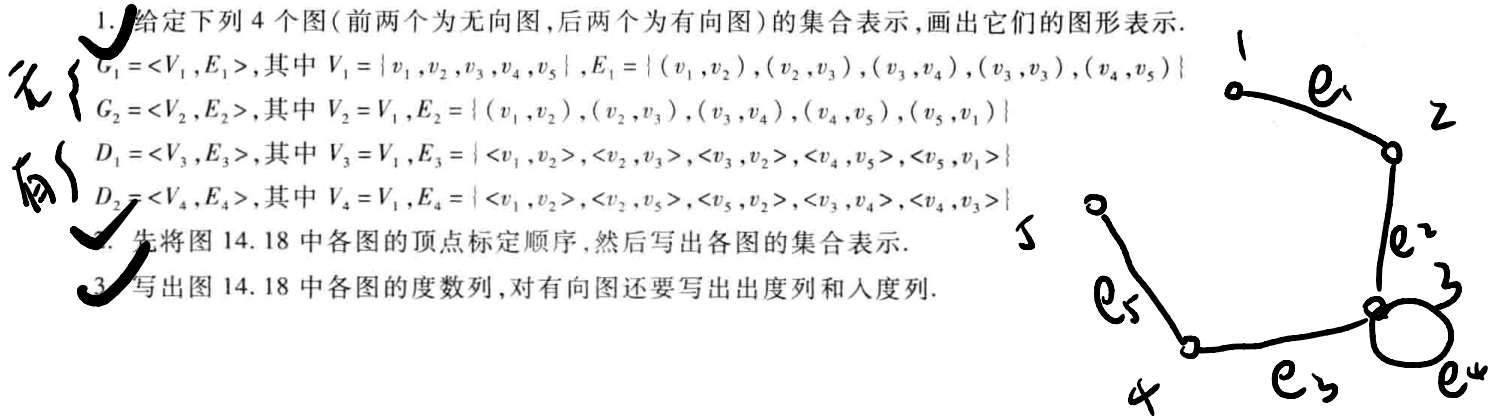 1. 给定下列 4 个图(前两个为无向图,后两个为有向图)的集合表示,画出它们的图形表示.
无 { G₁=<V₁,E₁>,其中 V₁={v₁,v₂,v₃,v₄,v₅},E₁={(v₁,v₂),(v₂,v₃),(v₃,v₄),(v₃,v₃),(v₄,v₅)}
G₂=<V₂,E₂>,其中 V₂=V₁,E₂={(v₁,v₂),(v₂,v₃),(v₃,v₄),(v₄,v₅),(v₅,v₁)}
有 { D₁=<V₃,E₃>,其中 V₃=V₁,E₃={<v₁,v₂>,<v₂,v₃>,<v₃,v₂>,<v₄,v₅>,<v₅,v₁>}
D₂=<V₄,E₄>,其中 V₄=V₁,E₄={<v₁,v₂>,<v₂,v₅>,<v₅,v₂>,<v₃,v₄>,<v₄,v₃>}
2. 先将图 14.18 中各图的顶点标定顺序,然后写出各图的集合表示.
3. 写出图 14.18 中各图的度数列,对有向图还要写出出度列和入度列.
1
e₁
2
e₂
3
e₄
e₃
4
e₅
5